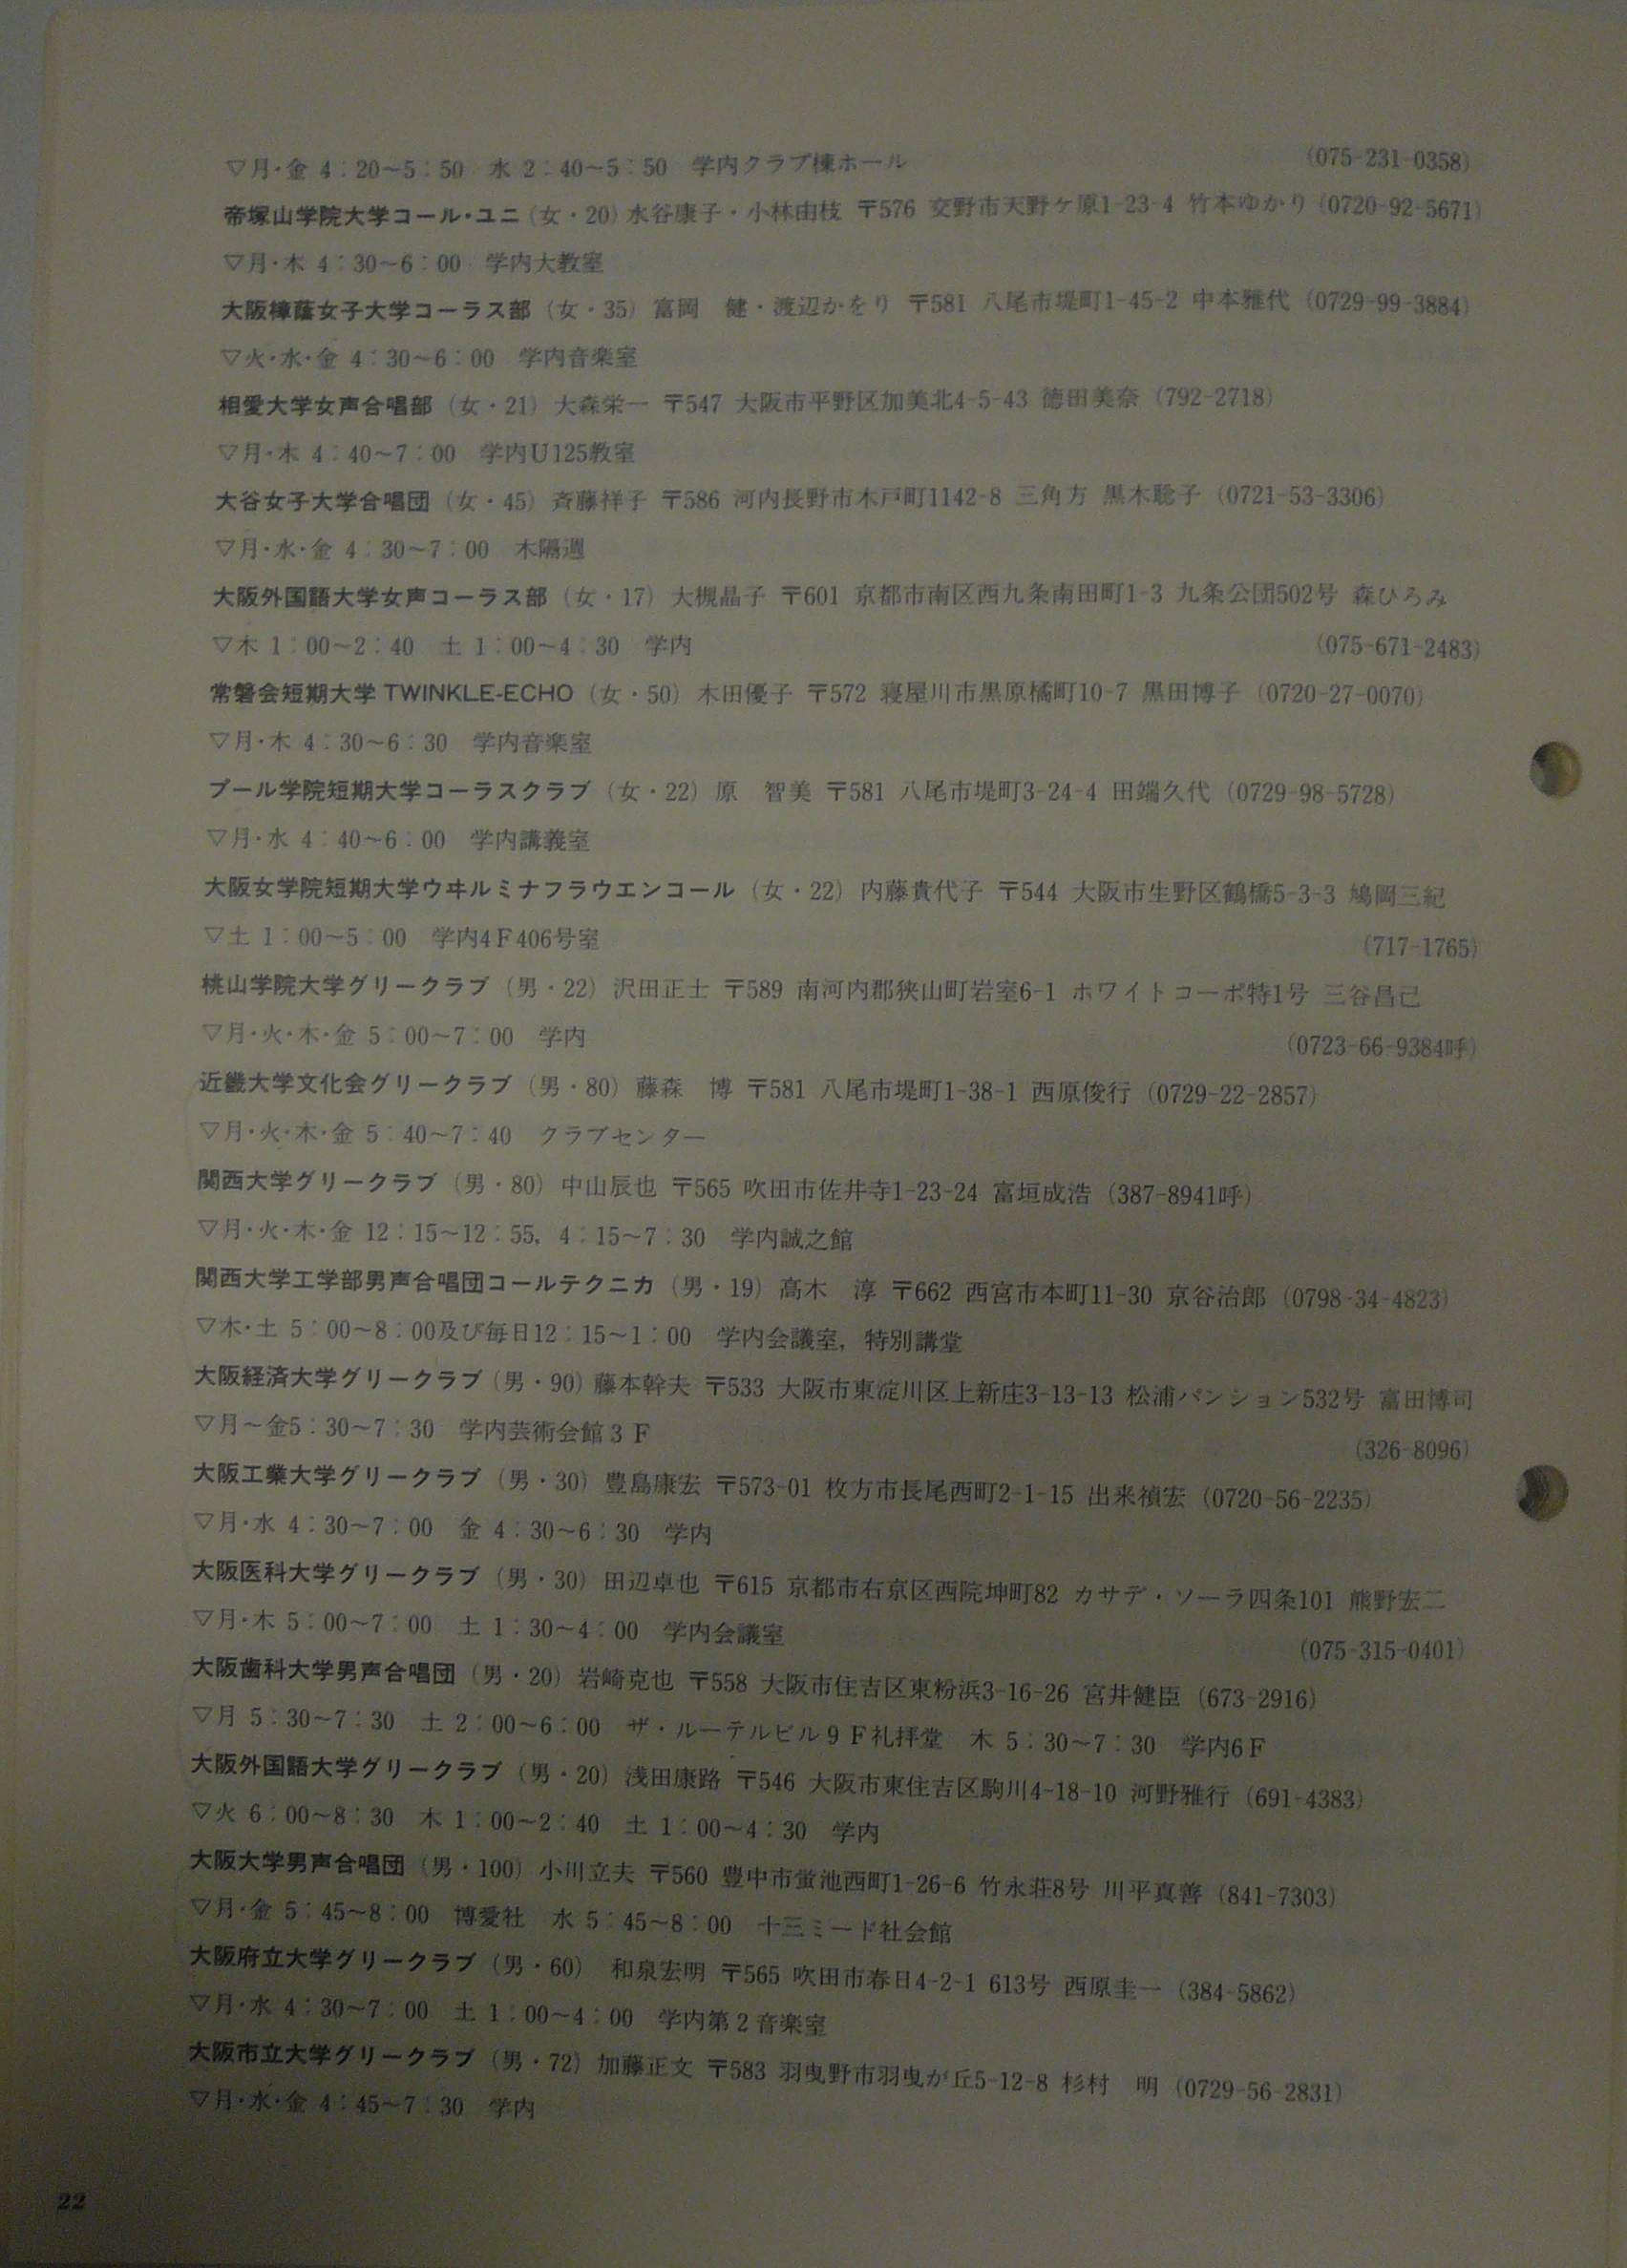 ▽月・金 4：20～5：50　水 2：40～5：50　学内クラブ棟ホール　(075-231-0358)
帝塚山学院大学コール・ユニ（女・20）水谷康子・小林由枝 〒576 交野市天野ケ原1-23-4 竹本ゆかり（0720-92-5671）
▽月・木 4：30～6：00　学内大教室
大阪樟蔭女子大学コーラス部（女・35）富岡　健・渡辺かをり 〒581 八尾市堤町1-45-2 中本雅代（0729-99-3884）
▽火・水・金 4：30～6：00　学内音楽室
相愛大学女声合唱部（女・21）大森栄一 〒547 大阪市平野区加美北4-5-43 徳田美奈（792-2718）
▽月・木 4：40～7：00　学内U125教室
大谷女子大学合唱団（女・45）斉藤祥子 〒586 河内長野市木戸町1142-8 三角方 黒木聡子（0721-53-3306）
▽月・水・金 4：30～7：00　木隔週
大阪外国語大学女声コーラス部（女・17）大槻晶子 〒601 京都市南区西九条南田町1-3 九条公団502号 森ひろみ
▽木 1：00～2：40　土 1：00～4：30　学内　（075-671-2483）
常磐会短期大学 TWINKLE-ECHO（女・50）木田優子 〒572 寝屋川市黒原橘町10-7 黒田博子（0720-27-0070）
▽月・木 4：30～6：30　学内音楽室
プール学院短期大学コーラスクラブ（女・22）原　智美 〒581 八尾市堤町3-24-4 田端久代（0729-98-5728）
▽月・水 4：40～6：00　学内講義室
大阪女学院短期大学ウヰルミナフラウエンコール（女・22）内藤貴代子 〒544 大阪市生野区鶴橋5-3-3 鳩岡三紀
▽土 1：00～5：00　学内4F406号室　（717-1765）
桃山学院大学グリークラブ（男・22）沢田正士 〒589 南河内郡狭山町岩室6-1 ホワイトコーポ特1号 三谷昌己
▽月・火・木・金 5：00～7：00　学内　（0723-66-9384呼）
近畿大学文化会グリークラブ（男・80）藤森　博 〒581 八尾市堤町1-38-1 西原俊行（0729-22-2857）
▽月・火・木・金 5：40～7：40　クラブセンター
関西大学グリークラブ（男・80）中山辰也 〒565 吹田市佐井寺1-23-24 富垣成浩（387-8941呼）
▽月・火・木・金 12：15～12：55，4：15～7：30　学内誠之館
関西大学工学部男声合唱団コールテクニカ（男・19）高木　淳 〒662 西宮市本町11-30 京谷治郎（0798-34-4823）
▽木・土 5：00～8：00及び毎日12：15～1：00　学内会議室，特別講堂
大阪経済大学グリークラブ（男・90）藤本幹夫 〒533 大阪市東淀川区上新庄3-13-13 松浦パンション532号 富田博司
▽月～金5：30～7：30　学内芸術会館3F　（326-8096）
大阪工業大学グリークラブ（男・30）豊島康宏 〒573-01 枚方市長尾西町2-1-15 出来禎宏（0720-56-2235）
▽月・水 4：30～7：00　金 4：30～6：30　学内
大阪医科大学グリークラブ（男・30）田辺卓也 〒615 京都市右京区西院坤町82 カサデ・ソーラ四条101 熊野宏二
▽月・木 5：00～7：00　土 1：30～4：00　学内会議室　（075-315-0401）
大阪歯科大学男声合唱団（男・20）岩崎克也 〒558 大阪市住吉区東粉浜3-16-26 宮井健臣（673-2916）
▽月 5：30～7：30　土 2：00～6：00　ザ・ルーテルビル9F礼拝堂　木 5：30～7：30　学内6F
大阪外国語大学グリークラブ（男・20）浅田康路 〒546 大阪市東住吉区駒川4-18-10 河野雅行（691-4383）
▽火 6：00～8：30　木 1：00～2：40　土 1：00～4：30　学内
大阪大学男声合唱団（男・100）小川立夫 〒560 豊中市蛍池西町1-26-6 竹永荘8号 川平真善（841-7303）
▽月・金 5：45～8：00　博愛社　水 5：45～8：00　十三ミード社会館
大阪府立大学グリークラブ（男・60）　和泉宏明 〒565 吹田市春日4-2-1 613号 西原圭一（384-5862）
▽月・水 4：30～7：00　土 1：00～4：00　学内第2音楽室
大阪市立大学グリークラブ（男・72）加藤正文 〒583 羽曳野市羽曳が丘5-12-8 杉村　明（0729-56-2831）
▽月・水・金 4：45～7：30　学内
22